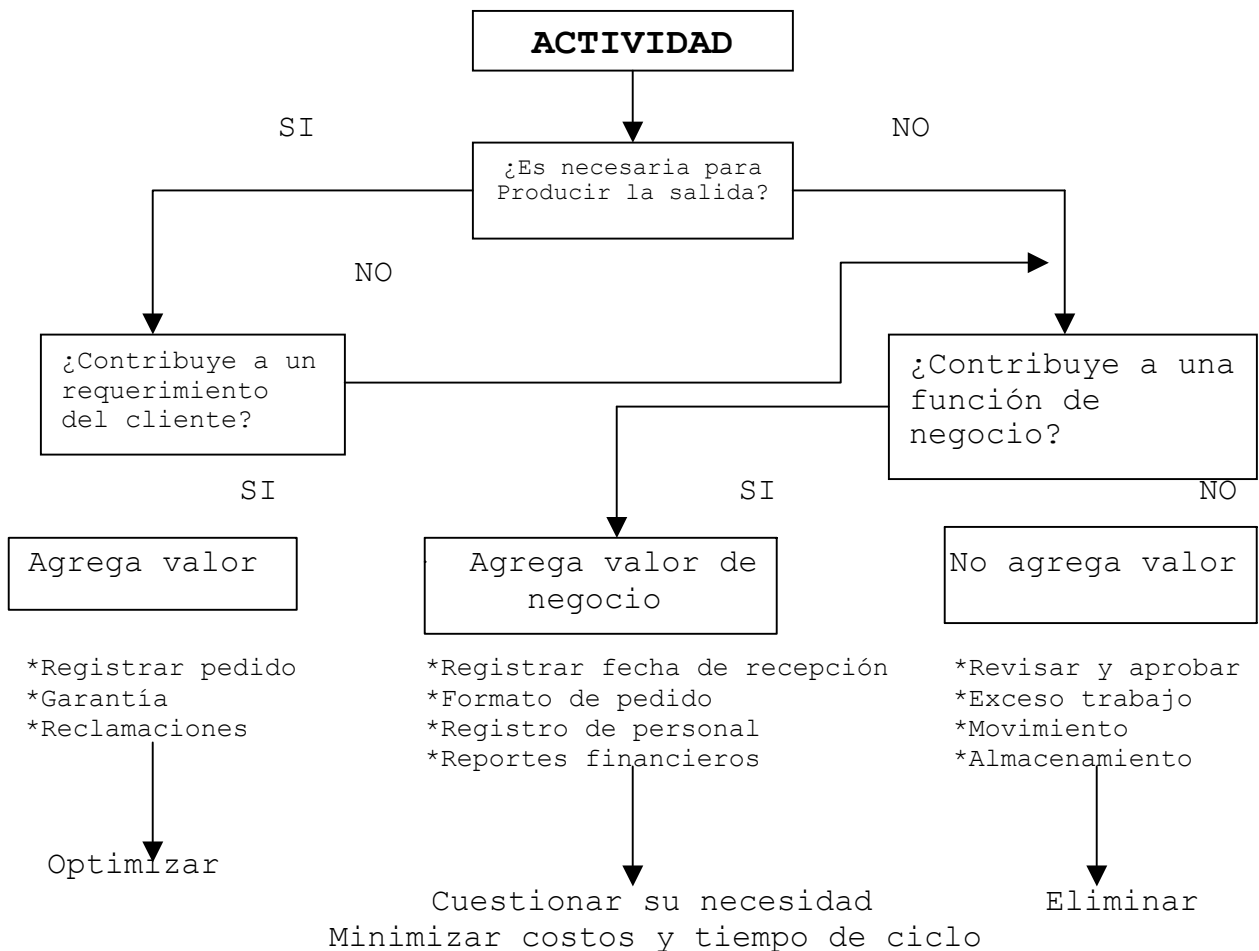 ACTIVIDAD
SI
NO
¿Es necesaria para
Producir la salida?
NO
¿Contribuye a un
requerimiento
del cliente?
¿Contribuye a una
función de
negocio?
SI
SI
NO
Agrega valor
Agrega valor de
negocio
No agrega valor
*Registrar pedido
*Garantía
*Reclamaciones
*Registrar fecha de recepción
*Formato de pedido
*Registro de personal
*Reportes financieros
*Revisar y aprobar
*Exceso trabajo
*Movimiento
*Almacenamiento
Optimizar
Cuestionar su necesidad
Minimizar costos y tiempo de ciclo
Eliminar